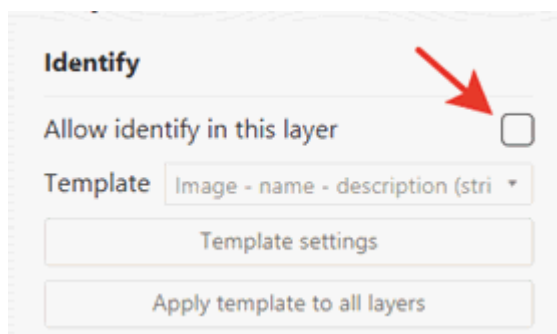 Identify
Allow identify in this layer
Template Image - name - description (stri
Template settings
Apply template to all layers